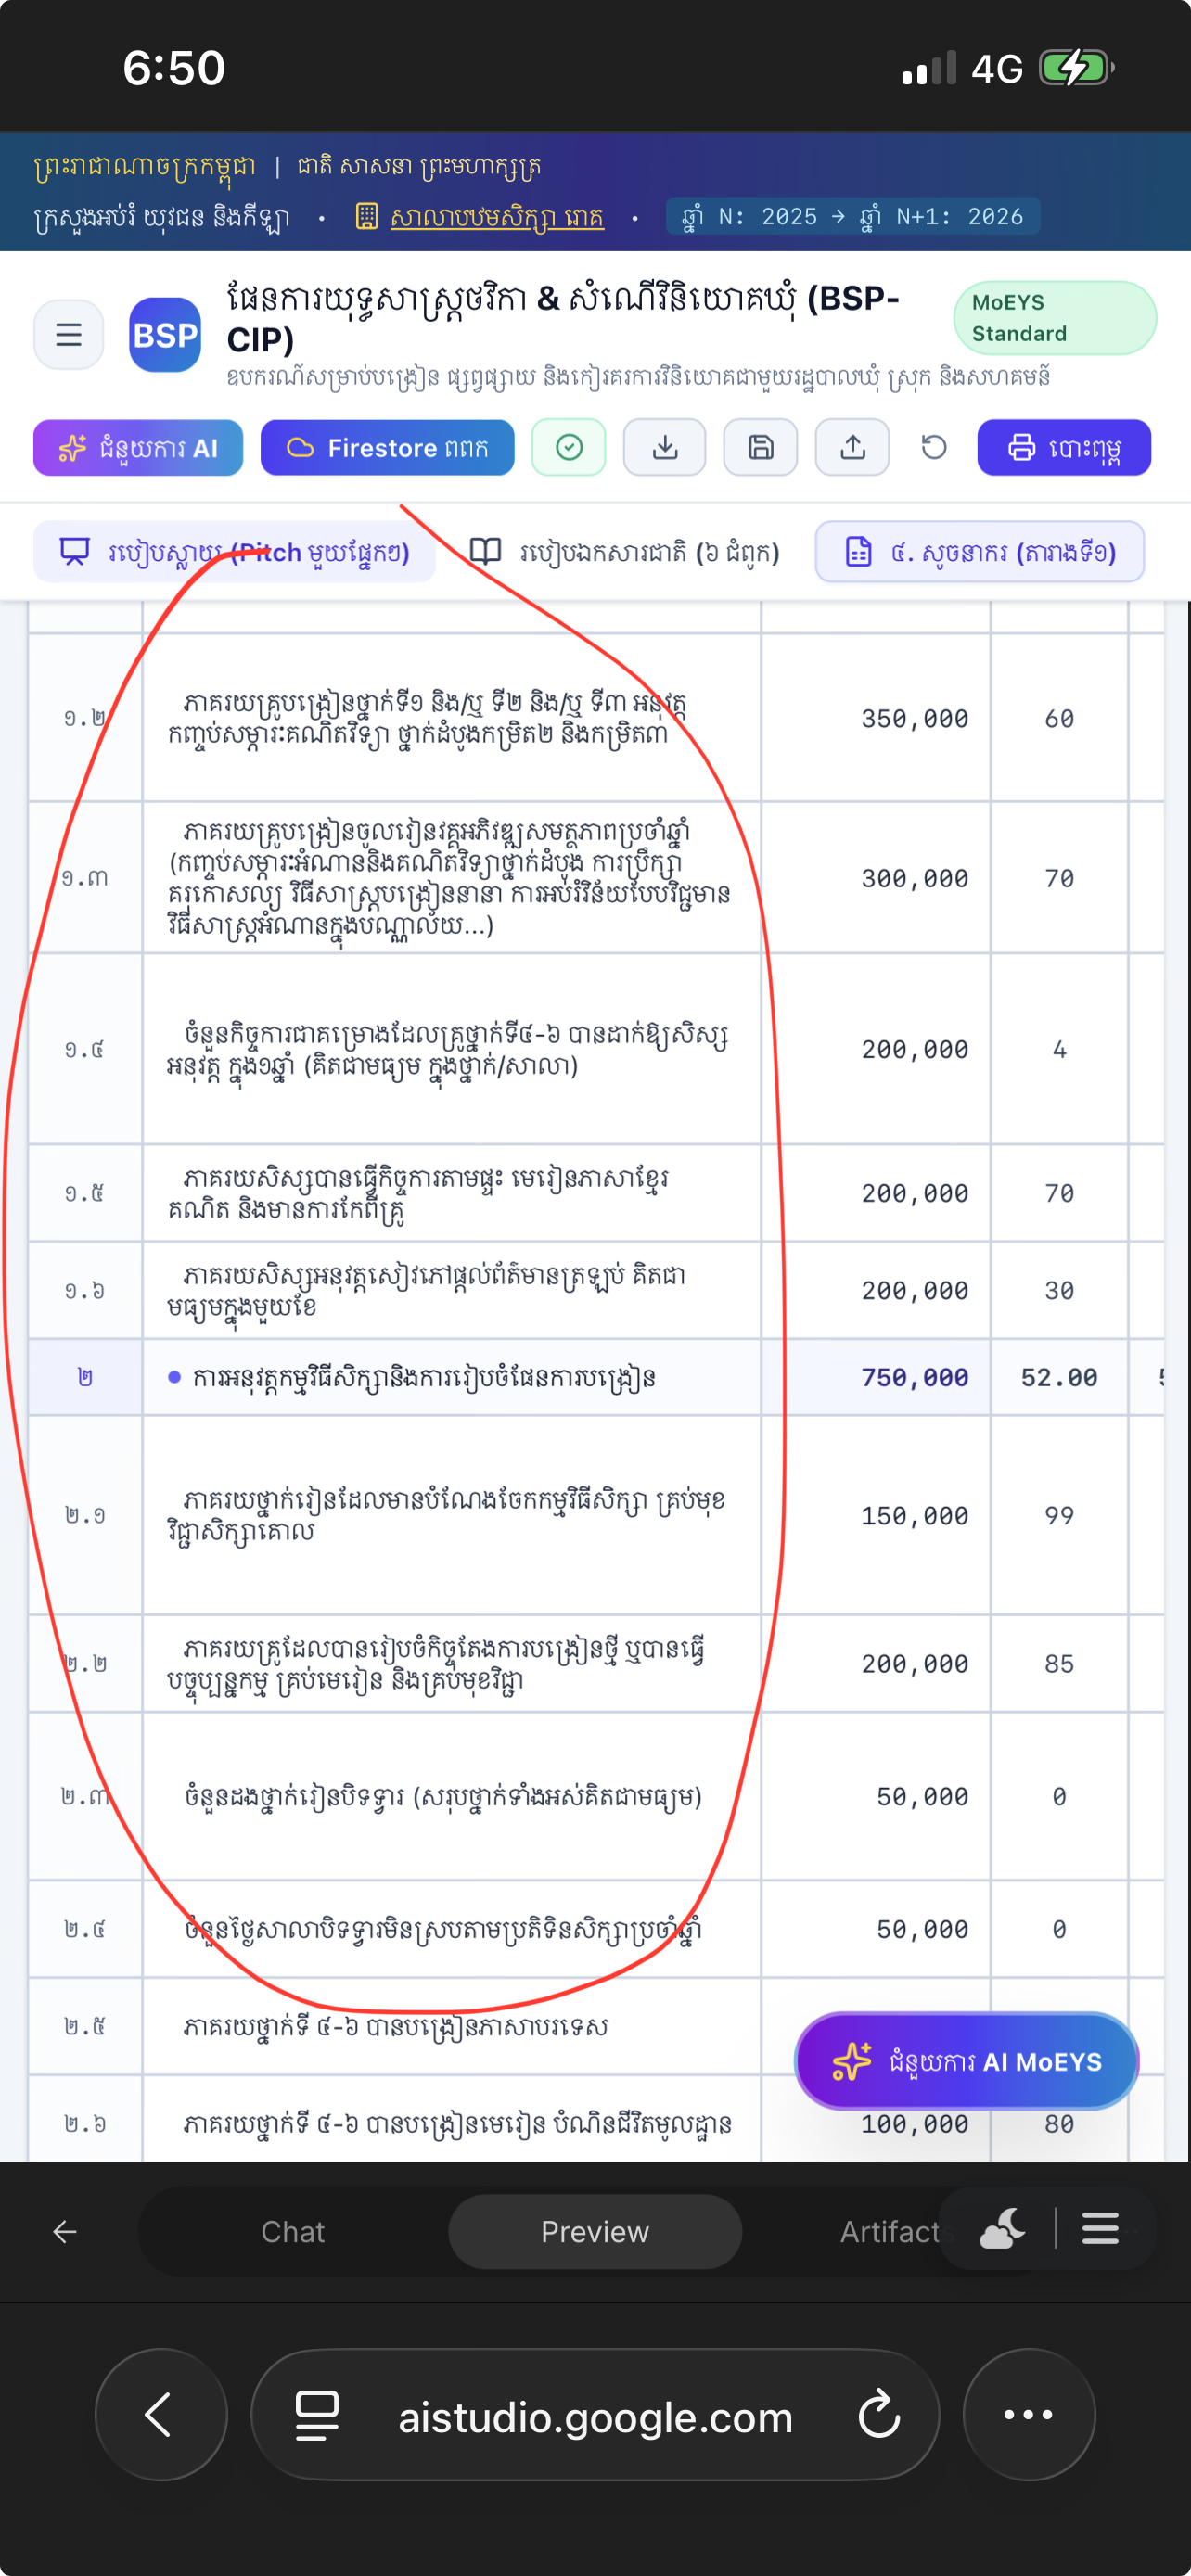 6:50
4G
ព្រះរាជាណាចក្រកម្ពុជា | ជាតិ សាសនា ព្រះមហាក្សត្រ
ក្រសួងអប់រំ យុវជន និងកីឡា • សាលាបឋមសិក្សា រោគ • ឆ្នាំ N: 2025 → ឆ្នាំ N+1: 2026
BSP
ផែនការយុទ្ធសាស្ត្រថវិកា & សំណើវិនិយោគឃុំ (BSP-
CIP)
MoEYS
Standard
ឧបករណ៍សម្រាប់បង្រៀន ផ្សព្វផ្សាយ និងកៀរគរការវិនិយោគជាមួយរដ្ឋបាលឃុំ ស្រុក និងសហគមន៍
ជំនួយការ AI
Firestore ពពក
បោះពុម្ព
របៀបស្លាយ (Pitch មួយផ្នែកៗ)
របៀបឯកសារជាតិ (៦ ជំពូក)
៤. សូចនាករ (តារាងទី១)
១.២
ភាគរយគ្រូបង្រៀនថ្នាក់ទី១ និង/ឬ ទី២ និង/ឬ ទី៣ អនុវត្ត
កញ្ចប់សម្ភារៈគណិតវិទ្យា ថ្នាក់ដំបូងកម្រិត២ និងកម្រិត៣
350,000 60
១.៣
ភាគរយគ្រូបង្រៀនចូលរៀនវគ្គអភិវឌ្ឍសមត្ថភាពប្រចាំឆ្នាំ
(កញ្ចប់សម្ភារៈអំណាននិងគណិតវិទ្យាថ្នាក់ដំបូង ការប្រឹក្សា
គរុកោសល្យ វិធីសាស្ត្របង្រៀននានា ការអប់រំវិន័យបែបវិជ្ជមាន
វិធីសាស្ត្រអំណានក្នុងបណ្ណាល័យ...)
300,000 70
១.៤
ចំនួនកិច្ចការជាគម្រោងដែលគ្រូថ្នាក់ទី៤-៦ បានដាក់ឱ្យសិស្ស
អនុវត្ត ក្នុង១ឆ្នាំ (គិតជាមធ្យម ក្នុងថ្នាក់/សាលា)
200,000 4
១.៥
ភាគរយសិស្សបានធ្វើកិច្ចការតាមផ្ទះ មេរៀនភាសាខ្មែរ
គណិត និងមានការកែពីគ្រូ
200,000 70
១.៦
ភាគរយសិស្សអនុវត្តសៀវភៅផ្តល់ព័ត៌មានត្រឡប់ គិតជា
មធ្យមក្នុងមួយខែ
200,000 30
២ • ការអនុវត្តកម្មវិធីសិក្សានិងការរៀបចំផែនការបង្រៀន 750,000 52.00
២.១
ភាគរយថ្នាក់រៀនដែលមានបំណែងចែកកម្មវិធីសិក្សា គ្រប់មុខ
វិជ្ជាសិក្សាគោល
150,000 99
២.២
ភាគរយគ្រូដែលបានរៀបចំកិច្ចតែងការបង្រៀនថ្មី ឬបានធ្វើ
បច្ចុប្បន្នកម្ម គ្រប់មេរៀន និងគ្រប់មុខវិជ្ជា
200,000 85
២.៣ ចំនួនដងថ្នាក់រៀនបិទទ្វារ (សរុបថ្នាក់ទាំងអស់គិតជាមធ្យម) 50,000 0
២.៤ ចំនួនថ្ងៃសាលាបិទទ្វារមិនស្របតាមប្រតិទិនសិក្សាប្រចាំឆ្នាំ 50,000 0
២.៥ ភាគរយថ្នាក់ទី ៤-៦ បានបង្រៀនភាសាបរទេស
ជំនួយការ AI MoEYS
២.៦ ភាគរយថ្នាក់ទី ៤-៦ បានបង្រៀនមេរៀន បំណិនជីវិតមូលដ្ឋាន 100,000 80
Chat Preview Artifacts
aistudio.google.com